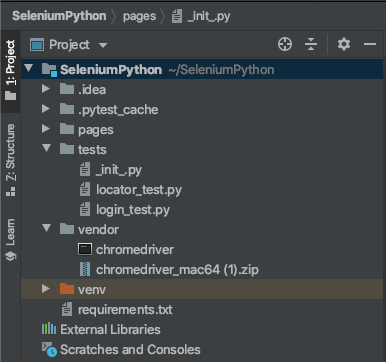 SeleniumPython > pages > _init_.py
Project
SeleniumPython ~/SeleniumPython
.idea
.pytest_cache
pages
tests
_init_.py
locator_test.py
login_test.py
vendor
chromedriver
chromedriver_mac64 (1).zip
venv
requirements.txt
External Libraries
Scratches and Consoles
1: Project
Z: Structure
Learn